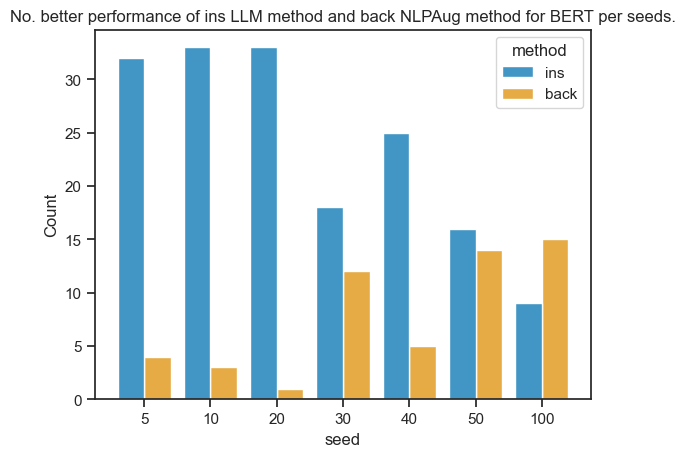 No. better performance of ins LLM method and back NLPAug method for BERT per seeds.
method
ins
back
Count
30
25
20
15
10
5
0
5 10 20 30 40 50 100
seed